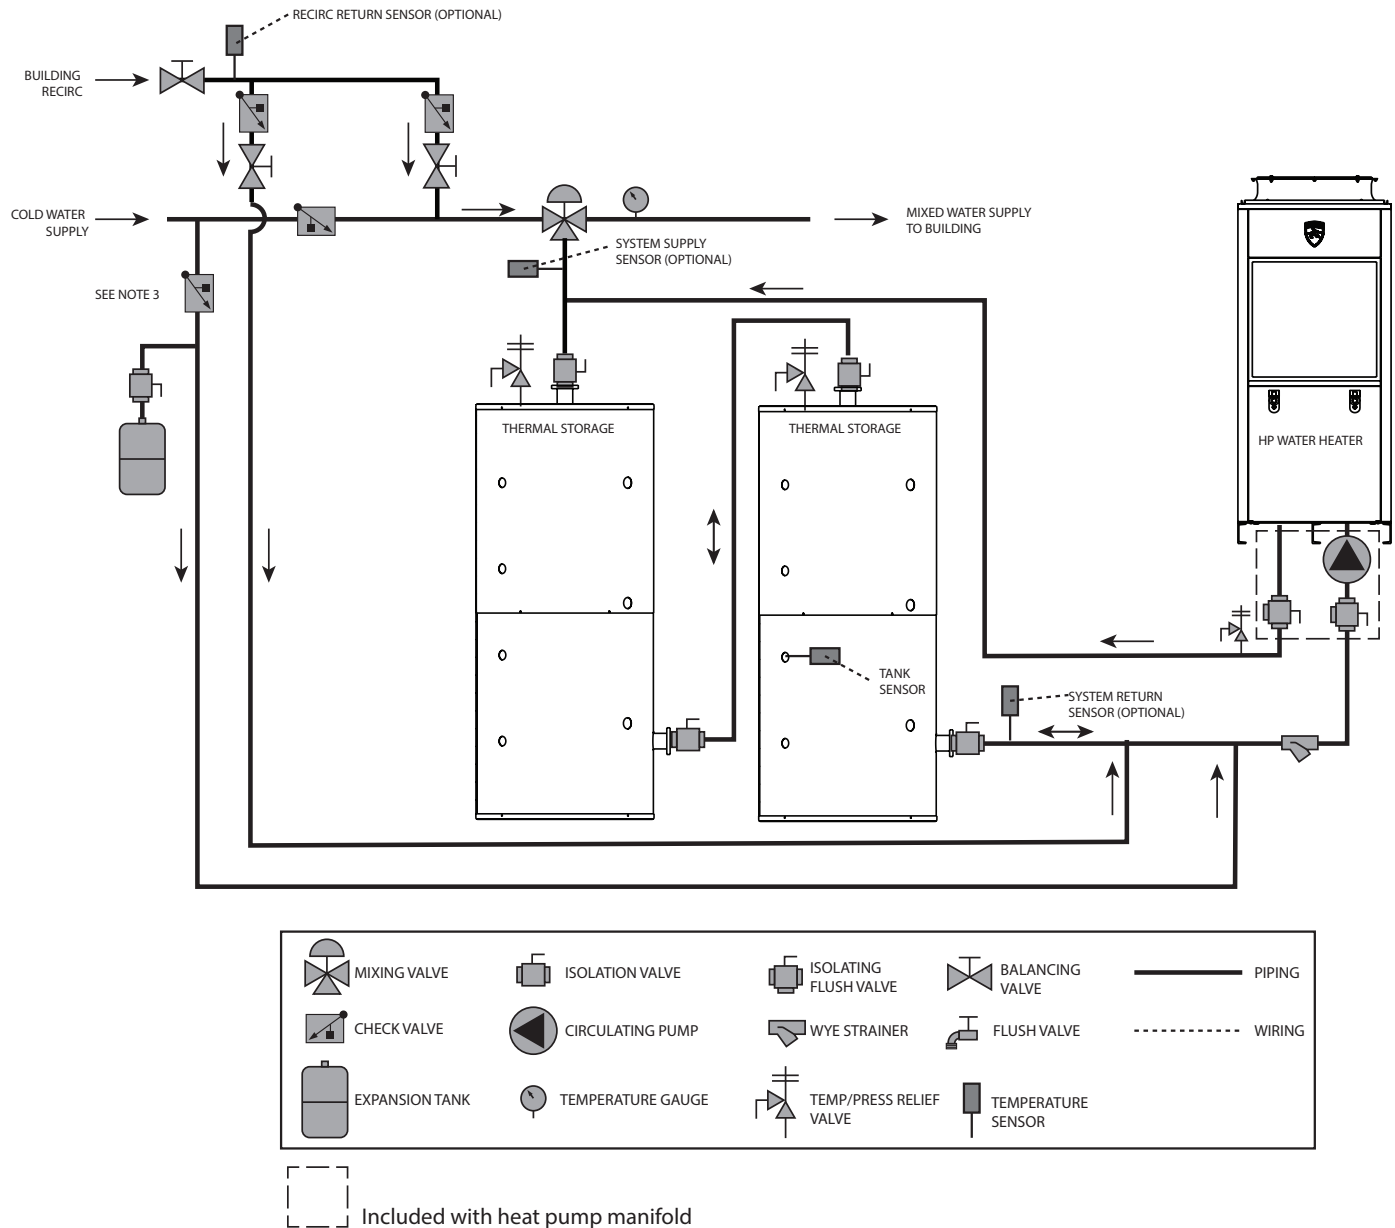 RECIRC RETURN SENSOR (OPTIONAL)
BUILDING
RECIRC
COLD WATER
SUPPLY
MIXED WATER SUPPLY
TO BUILDING
SYSTEM SUPPLY
SENSOR (OPTIONAL)
SEE NOTE 3
THERMAL STORAGE
THERMAL STORAGE
HP WATER HEATER
TANK
SENSOR
SYSTEM RETURN
SENSOR (OPTIONAL)
MIXING VALVE
ISOLATION VALVE
ISOLATING
FLUSH VALVE
BALANCING
VALVE
PIPING
CHECK VALVE
CIRCULATING PUMP
WYE STRAINER
FLUSH VALVE
WIRING
EXPANSION TANK
TEMPERATURE GAUGE
TEMP/PRESS RELIEF
VALVE
TEMPERATURE
SENSOR
Included with heat pump manifold